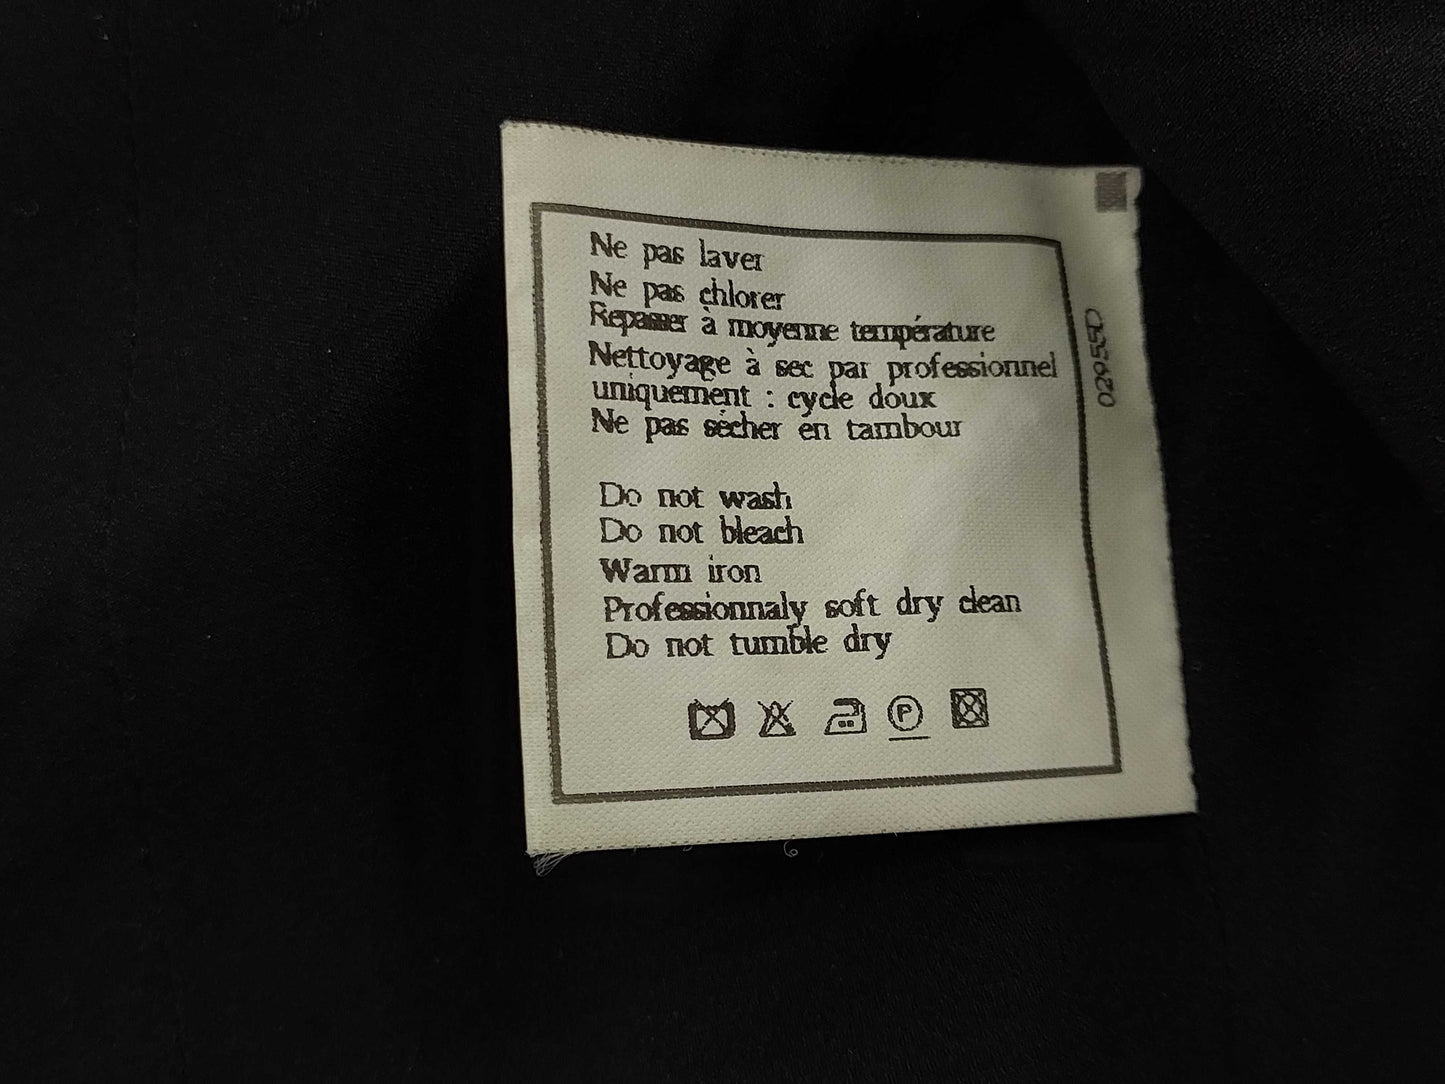 Ne pas laver
Ne pas chlorer
Repasser à moyenne température
Nettoyage à sec par professionnel
uniquement : cycle doux
Ne pas sécher en tambour
Do not wash
Do not bleach
Warm iron
Professionnaly soft dry clean
Do not tumble dry
P
02955D